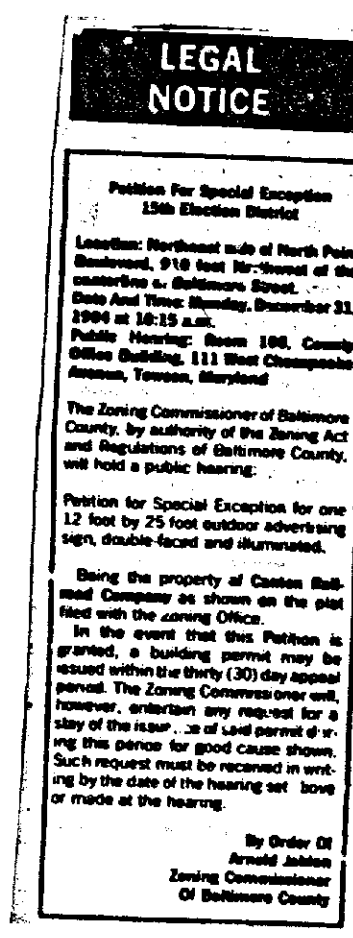 LEGAL
NOTICE
Petition For Special Exception
15th Election District
Location: Northeast side of North Point
Boulevard, 910 feet Northwest of the
centerline of Baltimore Street.
Date And Time: Monday, December 31,
1984 at 10:15 a.m.
Public Hearing: Room 106, County
Office Building, 111 West Chesapeake
Avenue, Towson, Maryland
The Zoning Commissioner of Baltimore
County, by authority of the Zoning Act
and Regulations of Baltimore County,
will hold a public hearing:
Petition for Special Exception for one
12 foot by 25 foot outdoor advertising
sign, double-faced and illuminated.
Being the property of Canton Rail-
road Company as shown on the plat
filed with the Zoning Office.
In the event that this Petition is
granted, a building permit may be
issued within the thirty (30) day appeal
period. The Zoning Commissioner will,
however, entertain any request for a
stay of the issuance of said permit dur-
ing this period for good cause shown.
Such request must be received in writ-
ing by the date of the hearing set above
or made at the hearing.
By Order Of
Arnold Jablon
Zoning Commissioner
Of Baltimore County